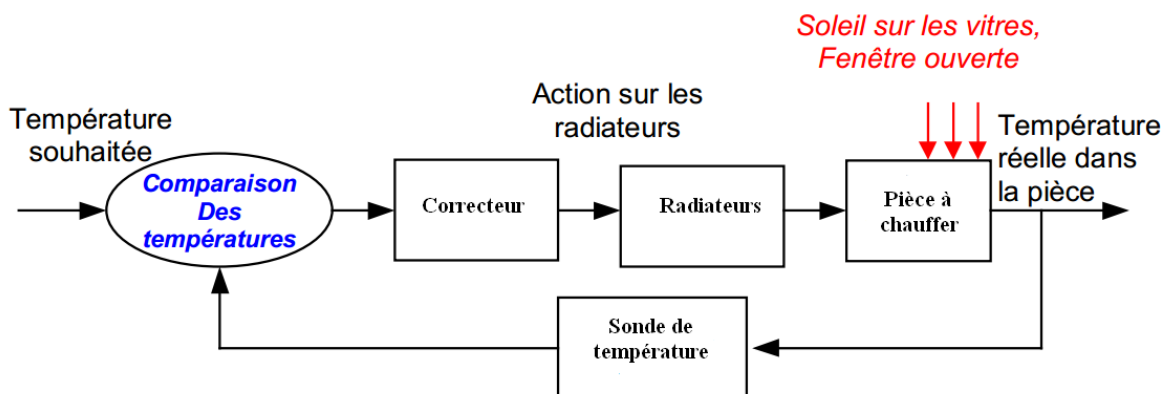 Soleil sur les vitres,
Fenêtre ouverte
Action sur les
radiateurs
Température
souhaitée
Température
réelle dans
la pièce
Comparaison
Des
températures
Correcteur
Radiateurs
Pièce à
chauffer
Sonde de
température